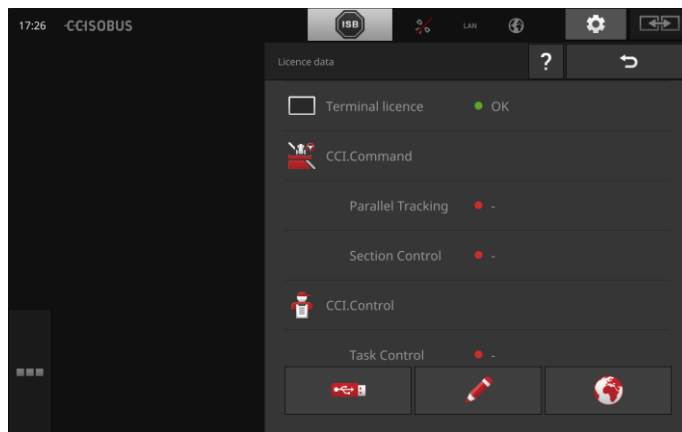 17:26 CCISOBUS ISB LAN
Licence data ?
Terminal licence OK
CCI.Command
Parallel Tracking -
Section Control -
CCI.Control
Task Control -